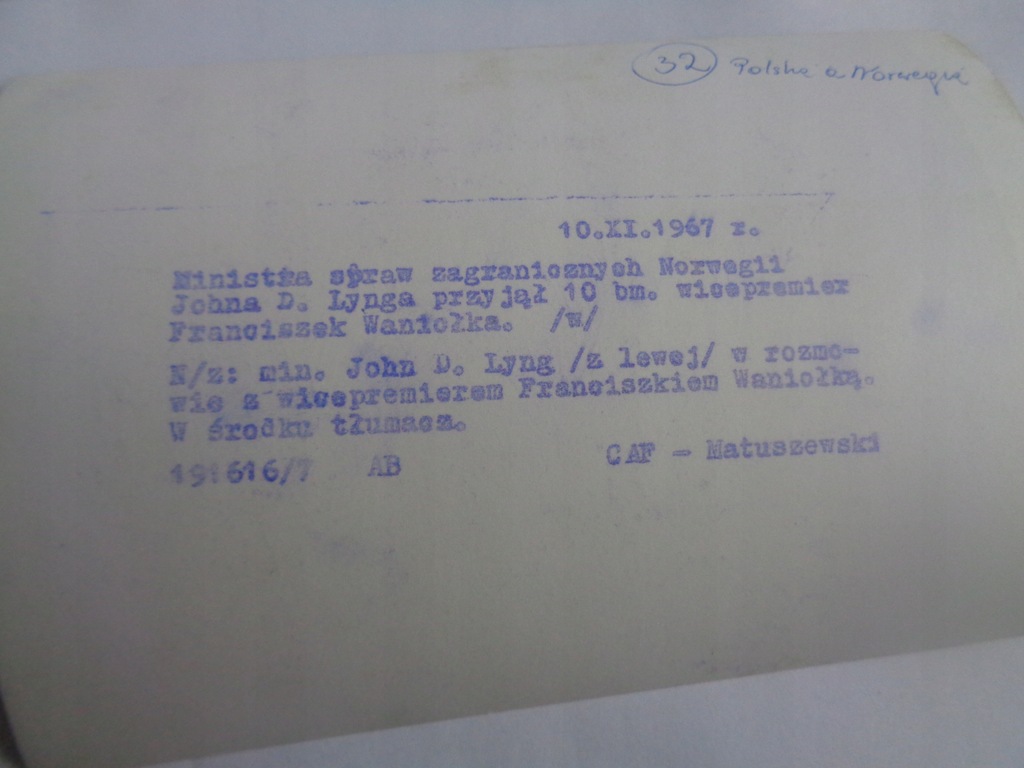 32 Polska a Norwegia
10.XI.1967 r.
Ministra spraw zagranicznych Norwegii
Johna D. Lynga przyjął 10 bm. wicepremier
Franciszek Waniołka. /w/
N/z: min. John D. Lyng /z lewej/ w rozmo-
wie z wicepremierem Franciszkiem Waniołką.
W środku tłumacz.
191616/7 AB CAF - Matuszewski